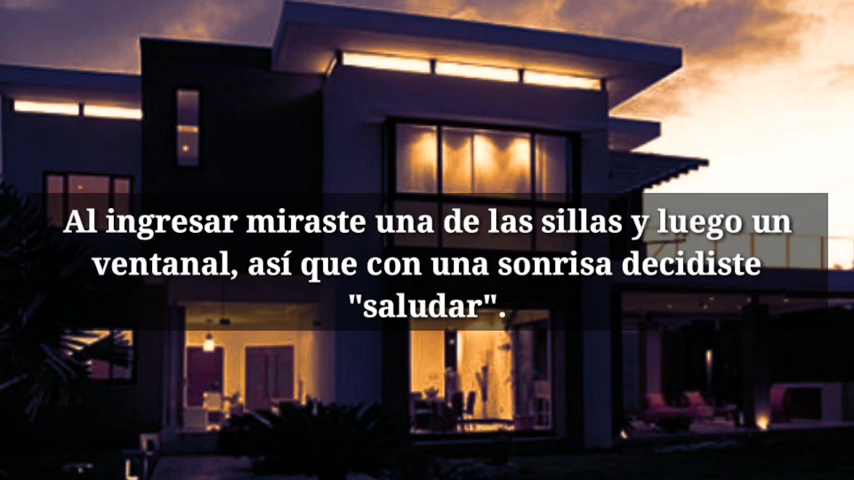 Al ingresar miraste una de las sillas y luego un
ventanal, así que con una sonrisa decidiste
"saludar".